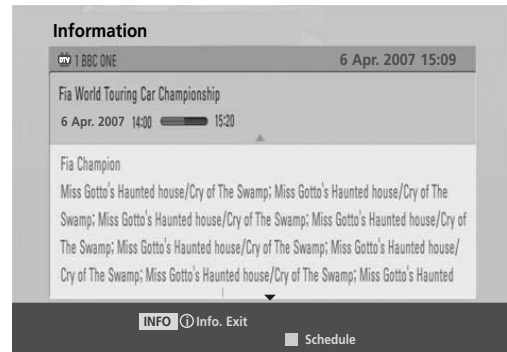 Information
DTV 1 BBC ONE 6 Apr. 2007 15:09
Fia World Touring Car Championship
6 Apr. 2007 14:00 15:20
Fia Champion
Miss Gotto's Haunted house/Cry of The Swamp; Miss Gotto's Haunted house/Cry of The
Swamp; Miss Gotto's Haunted house/Cry of The Swamp; Miss Gotto's Haunted house/Cry of
The Swamp; Miss Gotto's Haunted house/Cry of The Swamp; Miss Gotto's Haunted house/
Cry of The Swamp; Miss Gotto's Haunted house/Cry of The Swamp; Miss Gotto's Haunted
INFO ⓘ Info. Exit
Schedule